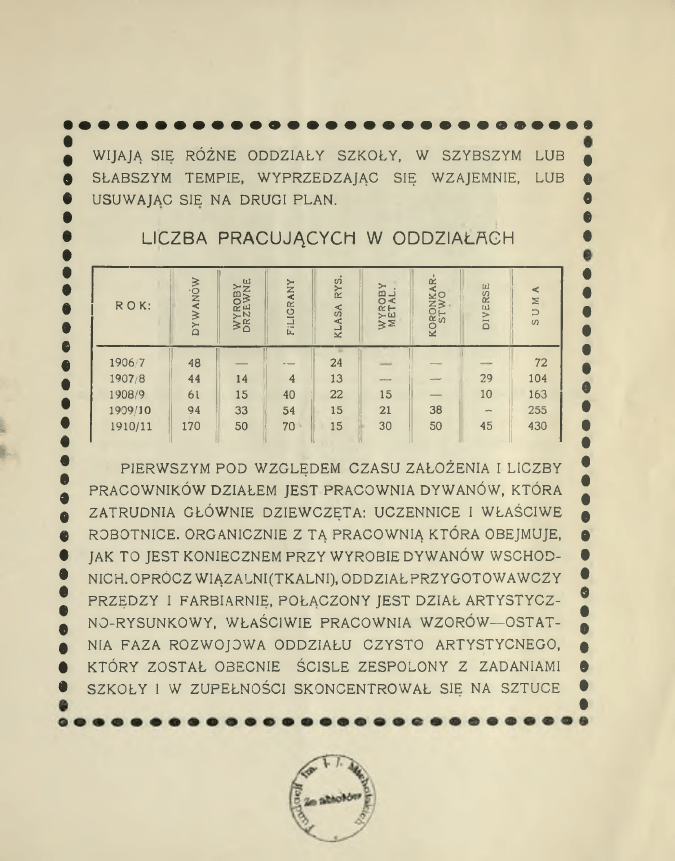 WIJAJĄ SIĘ RÓŻNE ODDZIAŁY SZKOŁY, W SZYBSZYM LUB
SŁABSZYM TEMPIE, WYPRZEDZAJĄC SIĘ WZAJEMNIE, LUB
USUWAJĄC SIĘ NA DRUGI PLAN.
LICZBA PRACUJĄCYCH W ODDZIAŁACH
ROK: DYWANÓW WYROBY DRZEWNE FILIGRANY KLASA RYS. WYROBY METAL. KORONKAR-STWO DIVERSE SUMA
1906/7 48 — — 24 — — — 72
1907/8 44 14 4 13 — — 29 104
1908/9 61 15 40 22 15 — 10 163
1909/10 94 33 54 15 21 38 – 255
1910/11 170 50 70 15 30 50 45 430
PIERWSZYM POD WZGLĘDEM CZASU ZAŁOŻENIA I LICZBY
PRACOWNIKÓW DZIAŁEM JEST PRACOWNIA DYWANÓW, KTÓRA
ZATRUDNIA GŁÓWNIE DZIEWCZĘTA: UCZENNICE I WŁAŚCIWE
ROBOTNICE. ORGANICZNIE Z TĄ PRACOWNIĄ KTÓRA OBEJMUJE,
JAK TO JEST KONIECZNEM PRZY WYROBIE DYWANÓW WSCHOD-
NICH. OPRÓCZ WIĄZALNI (TKALNI), ODDZIAŁ PRZYGOTOWAWCZY
PRZĘDZY I FARBIARNIĘ, POŁĄCZONY JEST DZIAŁ ARTYSTYCZ-
NO-RYSUNKOWY, WŁAŚCIWIE PRACOWNIA WZORÓW—OSTAT-
NIA FAZA ROZWOJOWA ODDZIAŁU CZYSTO ARTYSTYCNEGO,
KTÓRY ZOSTAŁ OBECNIE ŚCISLE ZESPOLONY Z ZADANIAMI
SZKOŁY I W ZUPEŁNOŚCI SKONCENTROWAŁ SIĘ NA SZTUCE
Fundacji im.
Ze zbiorów